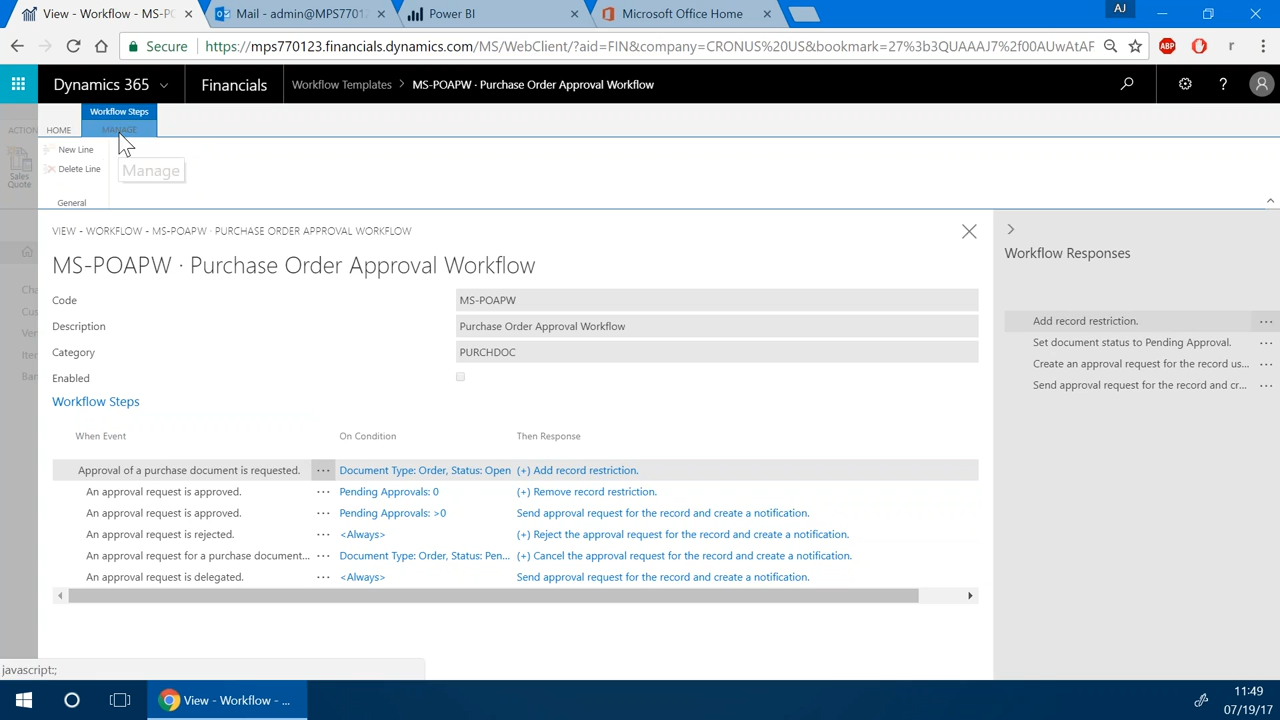 View - Workflow - MS-PC
Mail - admin@MPS7701
Power BI
Microsoft Office Home
AJ
Secure
https://mps770123.financials.dynamics.com/MS/WebClient/?aid=FIN&company=CRONUS%20US&bookmark=27%3b3QUAAAJ7%2f00AUwAtAF
ABP
r
Dynamics 365
Financials
Workflow Templates > MS-POAPW · Purchase Order Approval Workflow
?
Workflow Steps
ACTION
HOME
MANAGE
New Line
Delete Line
General
Manage
Sales
Quote
VIEW - WORKFLOW - MS-POAPW · PURCHASE ORDER APPROVAL WORKFLOW
MS-POAPW · Purchase Order Approval Workflow
Code
MS-POAPW
Description
Purchase Order Approval Workflow
Category
PURCHDOC
Enabled
Workflow Steps
When Event On Condition Then Response
Approval of a purchase document is requested. ··· Document Type: Order, Status: Open (+) Add record restriction.
An approval request is approved. ··· Pending Approvals: 0 (+) Remove record restriction.
An approval request is approved. ··· Pending Approvals: >0 Send approval request for the record and create a notification.
An approval request is rejected. ··· <Always> (+) Reject the approval request for the record and create a notification.
An approval request for a purchase document... ··· Document Type: Order, Status: Pen... (+) Cancel the approval request for the record and create a notification.
An approval request is delegated. ··· <Always> Send approval request for the record and create a notification.
Workflow Responses
Add record restriction. ···
Set document status to Pending Approval. ···
Create an approval request for the record us... ···
Send approval request for the record and cr... ···
Cha
Cus
Ven
Iter
Ban
javascript:;
View - Workflow - ...
11:49
07/19/17